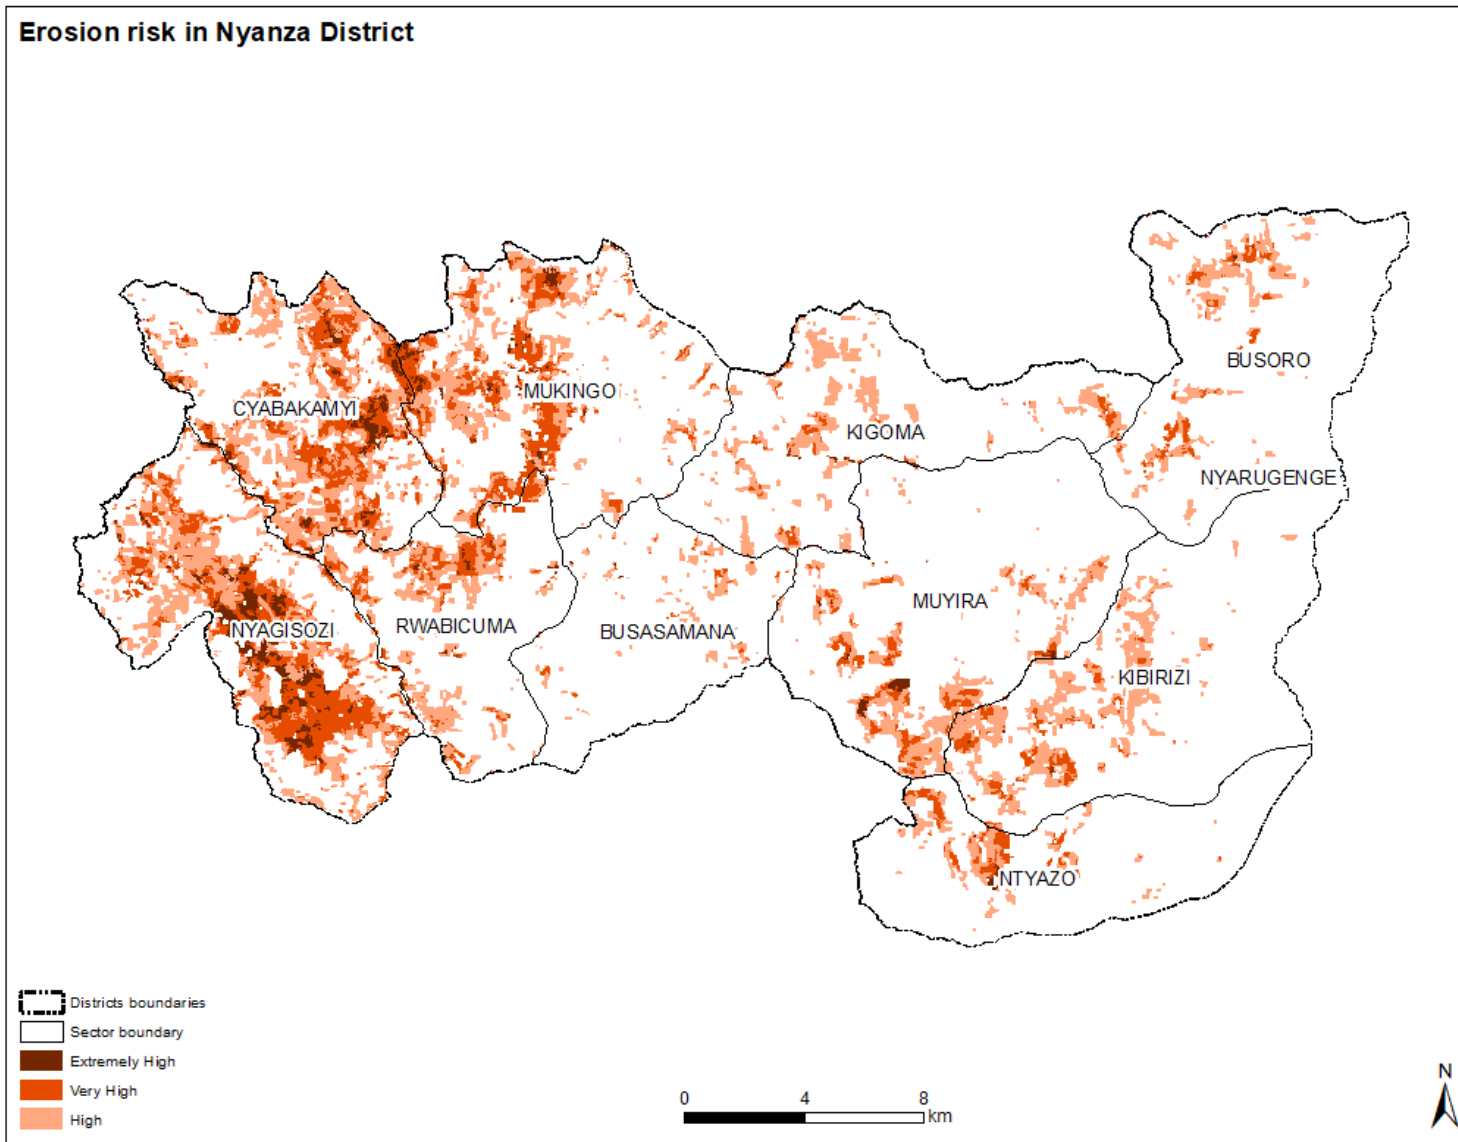 Erosion risk in Nyanza District
BUSORO
MUKINGO
CYABAKAMYI
KIGOMA
NYARUGENGE
MUYIRA
RWABICUMA
NYAGISOZI
BUSASAMANA
KIBIRIZI
NTYAZO
Districts boundaries
Sector boundary
Extremely High
Very High
High
0 4 8
km
N